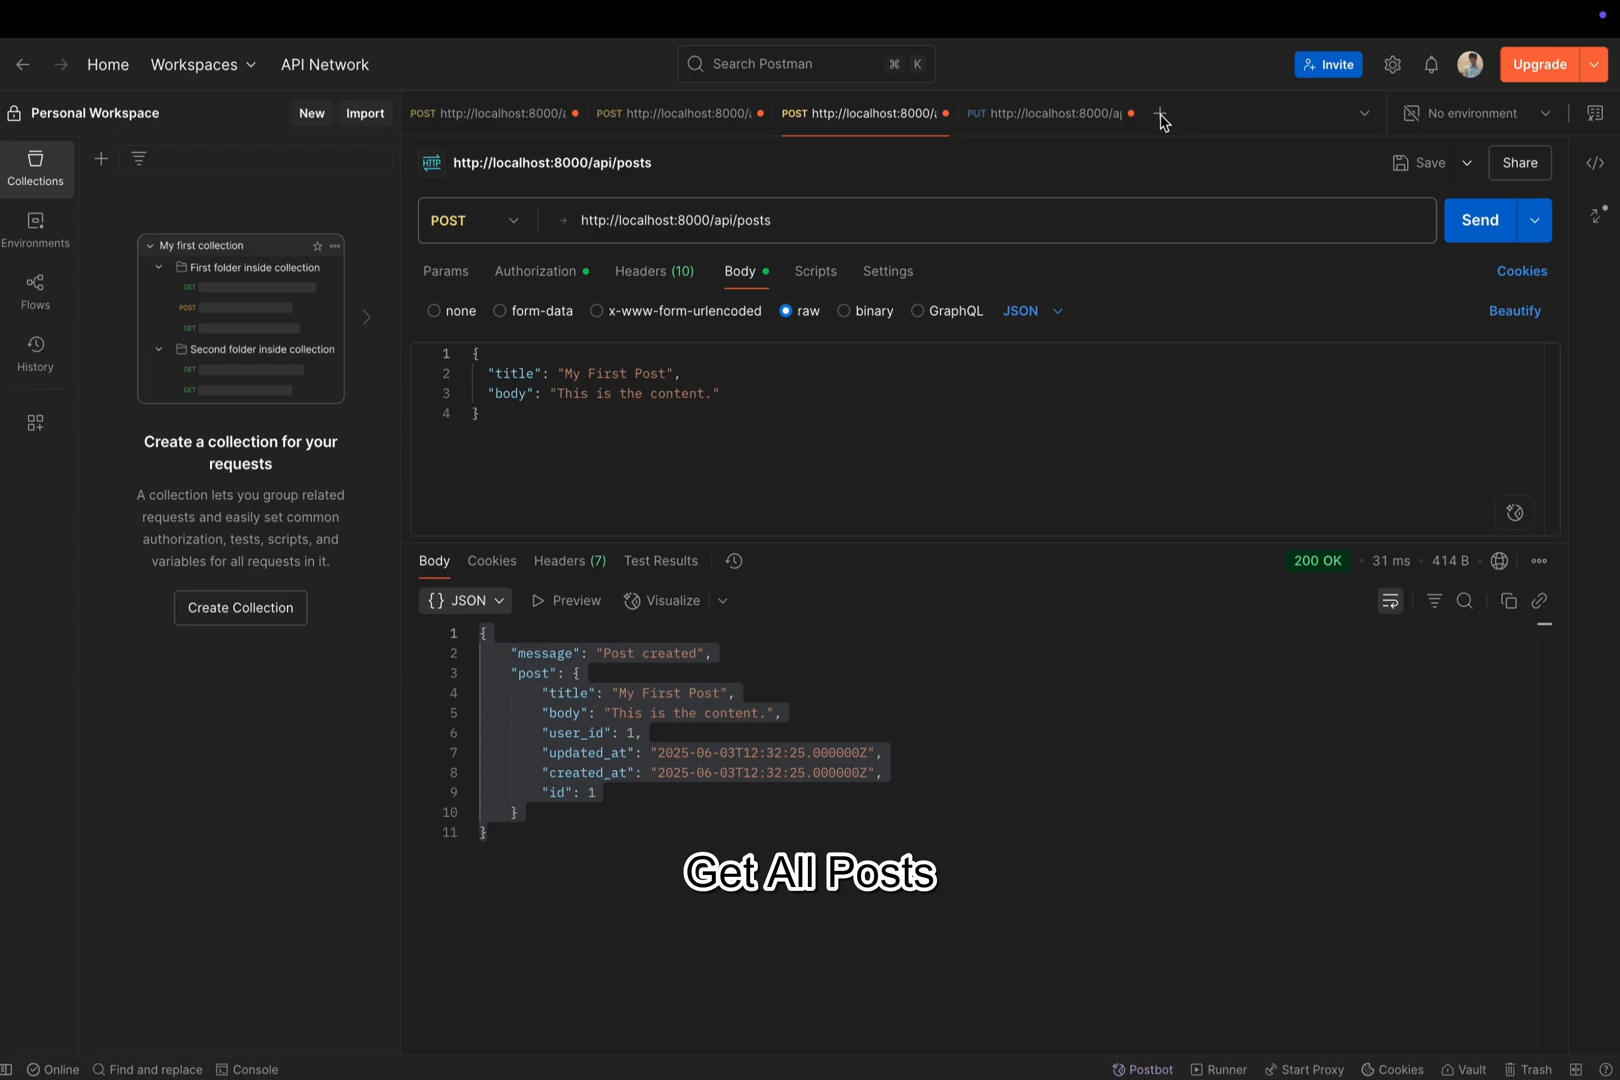 Home
Workspaces
API Network
Search Postman
⌘ K
Invite
Upgrade
Personal Workspace
New
Import
POST http://localhost:8000/a
POST http://localhost:8000/a
POST http://localhost:8000/a
PUT http://localhost:8000/ap
No environment
Collections
Environments
Flows
History
My first collection
First folder inside collection
GET
POST
GET
Second folder inside collection
GET
GET
Create a collection for your
requests
A collection lets you group related
requests and easily set common
authorization, tests, scripts, and
variables for all requests in it.
Create Collection
HTTP http://localhost:8000/api/posts
Save
Share
POST
http://localhost:8000/api/posts
Send
Params
Authorization
Headers (10)
Body
Scripts
Settings
Cookies
none
form-data
x-www-form-urlencoded
raw
binary
GraphQL
JSON
Beautify
1 {
2 "title": "My First Post",
3 "body": "This is the content."
4 }
Body
Cookies
Headers (7)
Test Results
200 OK
31 ms
414 B
{} JSON
Preview
Visualize
1 {
2 "message": "Post created",
3 "post": {
4 "title": "My First Post",
5 "body": "This is the content.",
6 "user_id": 1,
7 "updated_at": "2025-06-03T12:32:25.000000Z",
8 "created_at": "2025-06-03T12:32:25.000000Z",
9 "id": 1
10 }
11 }
Get All Posts
Online
Find and replace
Console
Postbot
Runner
Start Proxy
Cookies
Vault
Trash